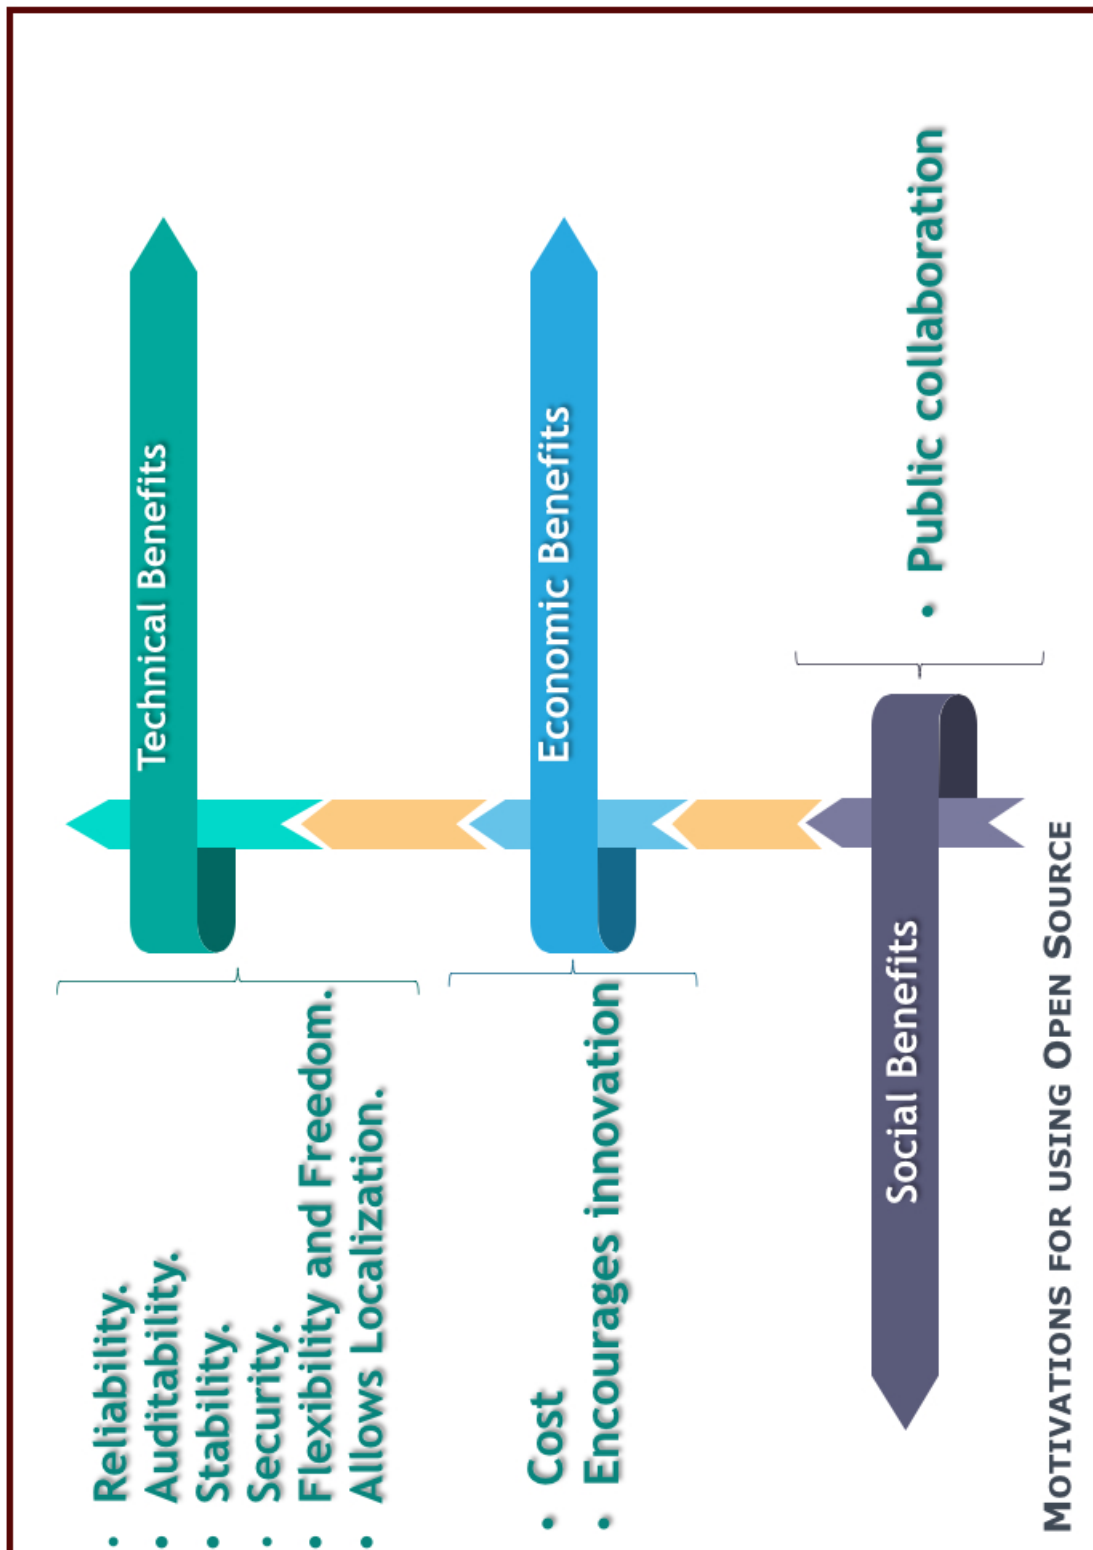 Technical Benefits
• Reliability.
• Auditability.
• Stability.
• Security.
• Flexibility and Freedom.
• Allows Localization.
Economic Benefits
• Cost
• Encourages innovation
Social Benefits
• Public collaboration
MOTIVATIONS FOR USING OPEN SOURCE